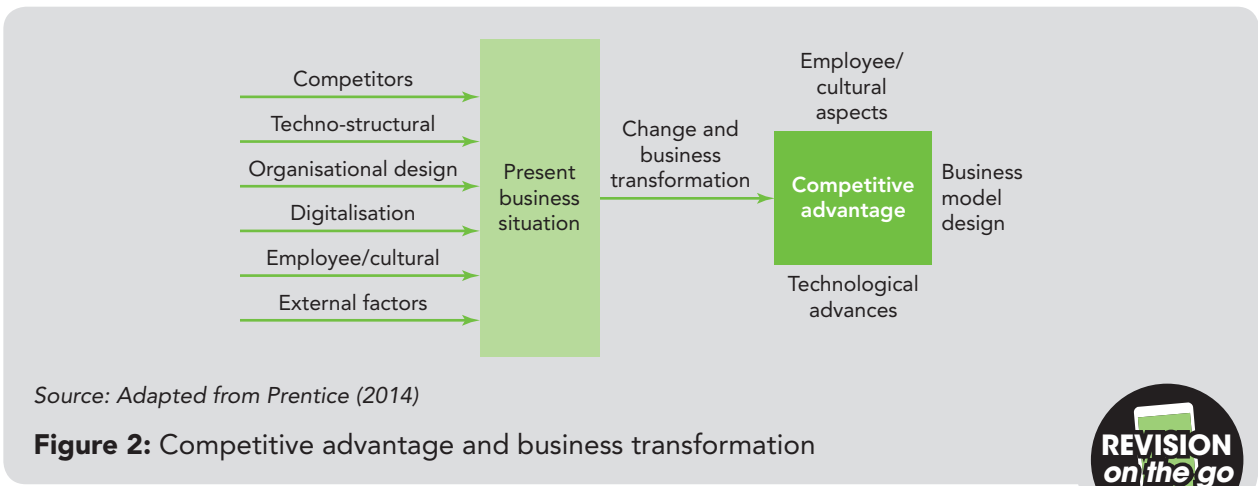 Competitors
Techno-structural
Organisational design
Digitalisation
Employee/cultural
External factors
Present
business
situation
Change and
business
transformation
Employee/
cultural
aspects
Competitive
advantage
Business
model
design
Technological
advances
Source: Adapted from Prentice (2014)
Figure 2: Competitive advantage and business transformation
REVISION
on the go